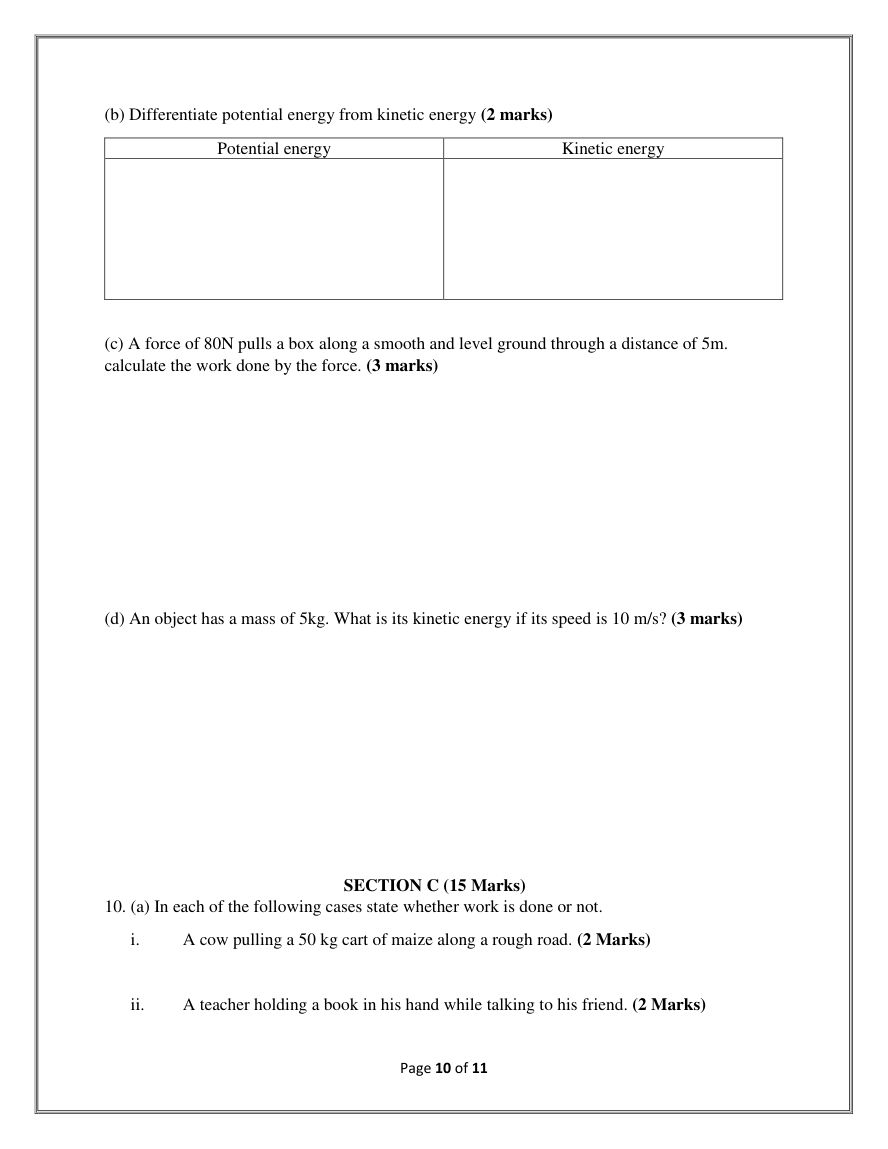 (b) Differentiate potential energy from kinetic energy (2 marks)
Potential energy Kinetic energy
(c) A force of 80N pulls a box along a smooth and level ground through a distance of 5m.
calculate the work done by the force. (3 marks)
(d) An object has a mass of 5kg. What is its kinetic energy if its speed is 10 m/s? (3 marks)
SECTION C (15 Marks)
10. (a) In each of the following cases state whether work is done or not.
i. A cow pulling a 50 kg cart of maize along a rough road. (2 Marks)
ii. A teacher holding a book in his hand while talking to his friend. (2 Marks)
Page 10 of 11